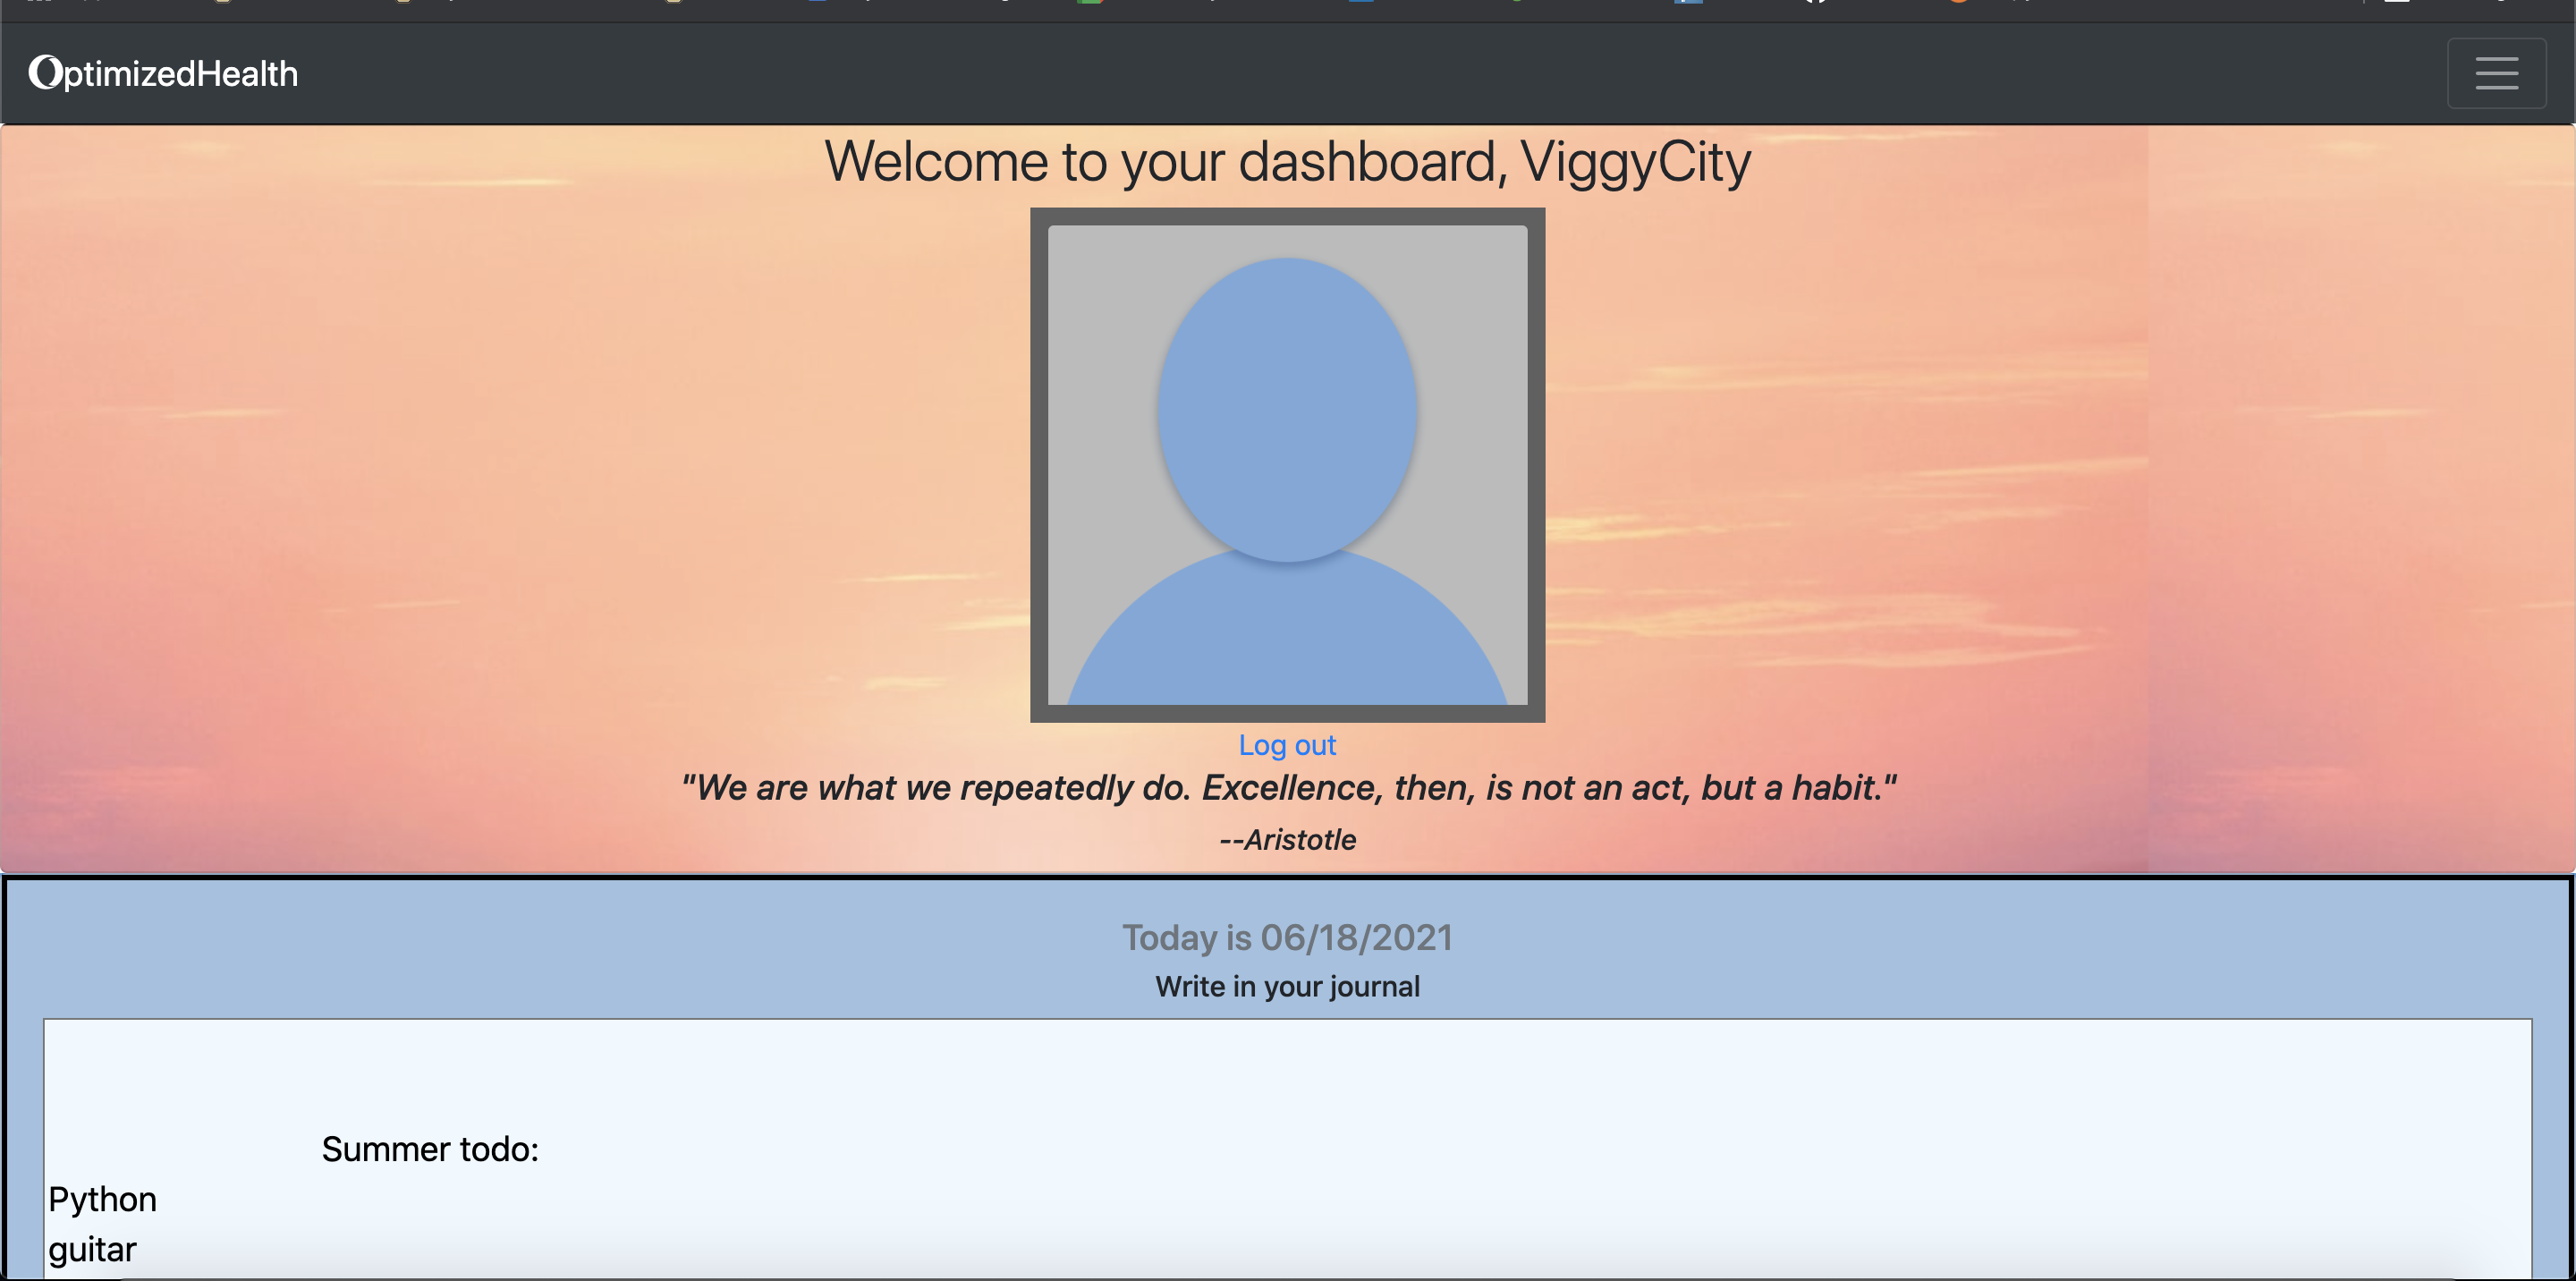 OptimizedHealth
Welcome to your dashboard, ViggyCity
Log out
"We are what we repeatedly do. Excellence, then, is not an act, but a habit."
--Aristotle
Today is 06/18/2021
Write in your journal
Summer todo:
Python
guitar